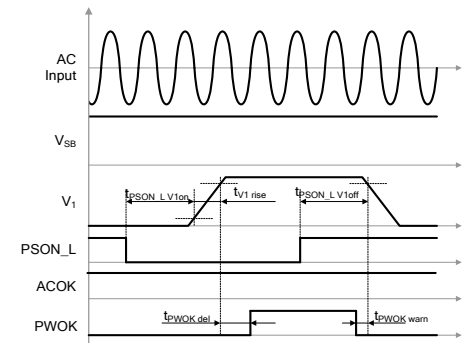 AC
Input
VSB
tPSON_L V1on
tV1 rise
tPSON_L V1off
V1
PSON_L
ACOK
tPWOK del
tPWOK warn
PWOK